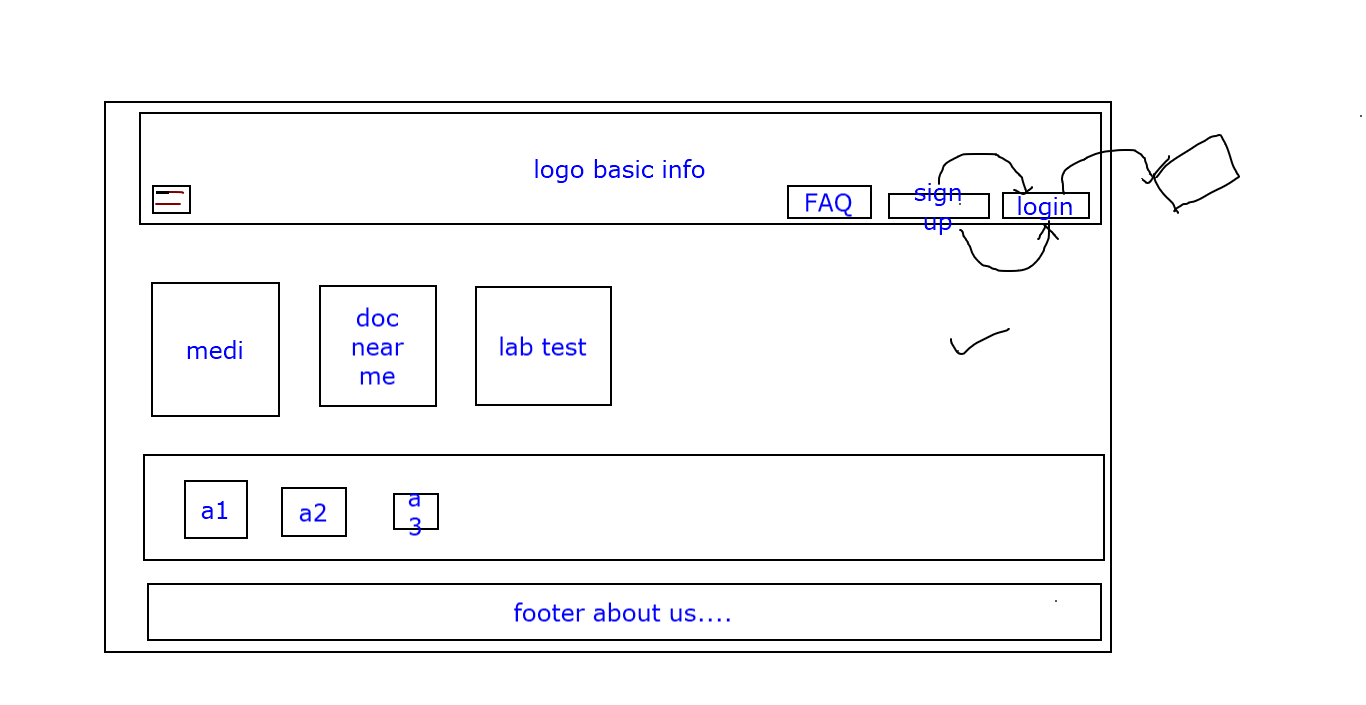 logo basic info
FAQ
sign
up
login
medi
doc
near
me
lab test
a1
a2
a
3
footer about us....